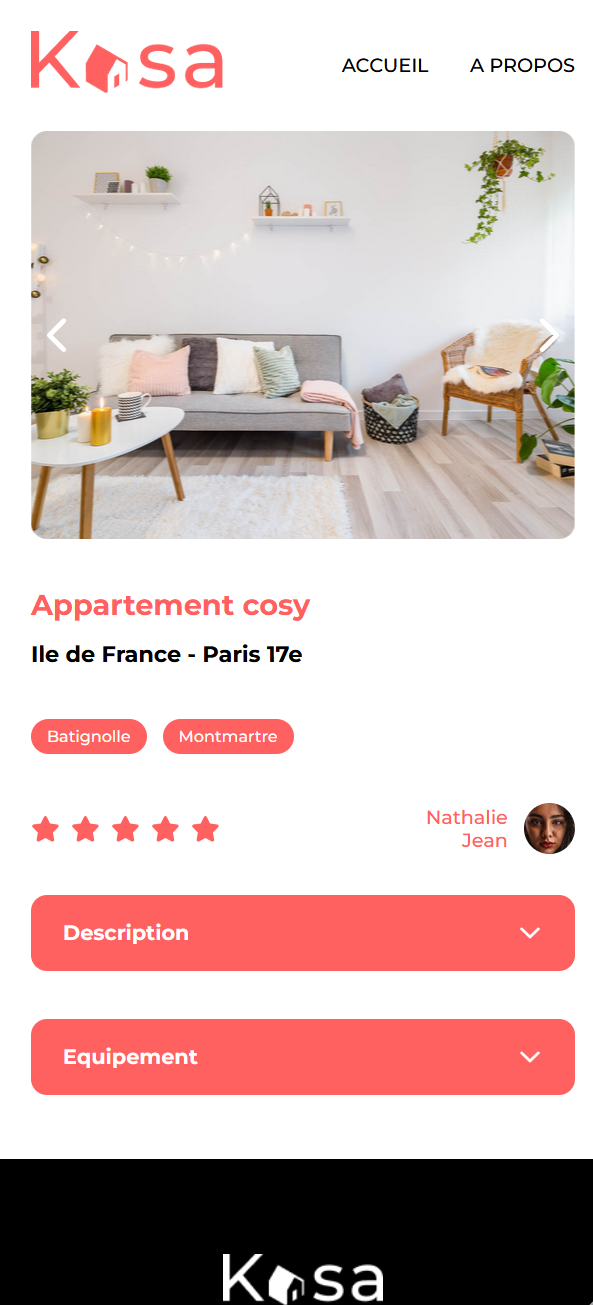 Kasa
ACCUEIL A PROPOS
Appartement cosy
Ile de France - Paris 17e
Batignolle Montmartre
Nathalie
Jean
Description
Equipement
Kasa